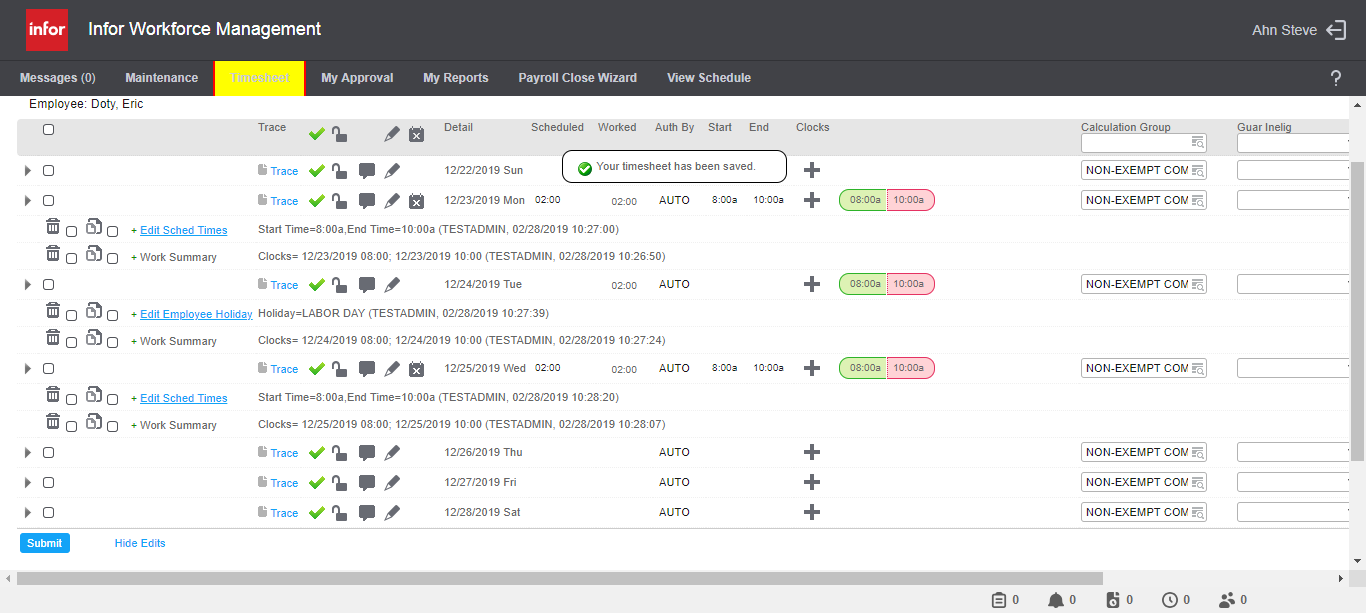 infor Infor Workforce Management Ahn Steve
Messages (0) Maintenance Timesheet My Approval My Reports Payroll Close Wizard View Schedule ?
Employee: Doty, Eric
Trace Detail Scheduled Worked Auth By Start End Clocks Calculation Group Guar Inelig
Your timesheet has been saved.
Trace 12/22/2019 Sun NON-EXEMPT COM
Trace 12/23/2019 Mon 02:00 02:00 AUTO 8:00a 10:00a 08:00a 10:00a NON-EXEMPT COM
+ Edit Sched Times Start Time=8:00a,End Time=10:00a (TESTADMIN, 02/28/2019 10:27:00)
+ Work Summary Clocks= 12/23/2019 08:00; 12/23/2019 10:00 (TESTADMIN, 02/28/2019 10:26:50)
Trace 12/24/2019 Tue 02:00 AUTO 08:00a 10:00a NON-EXEMPT COM
+ Edit Employee Holiday Holiday=LABOR DAY (TESTADMIN, 02/28/2019 10:27:39)
+ Work Summary Clocks= 12/24/2019 08:00; 12/24/2019 10:00 (TESTADMIN, 02/28/2019 10:27:24)
Trace 12/25/2019 Wed 02:00 02:00 AUTO 8:00a 10:00a 08:00a 10:00a NON-EXEMPT COM
+ Edit Sched Times Start Time=8:00a,End Time=10:00a (TESTADMIN, 02/28/2019 10:28:20)
+ Work Summary Clocks= 12/25/2019 08:00; 12/25/2019 10:00 (TESTADMIN, 02/28/2019 10:28:07)
Trace 12/26/2019 Thu AUTO NON-EXEMPT COM
Trace 12/27/2019 Fri AUTO NON-EXEMPT COM
Trace 12/28/2019 Sat AUTO NON-EXEMPT COM
Submit Hide Edits
0 0 0 0 0